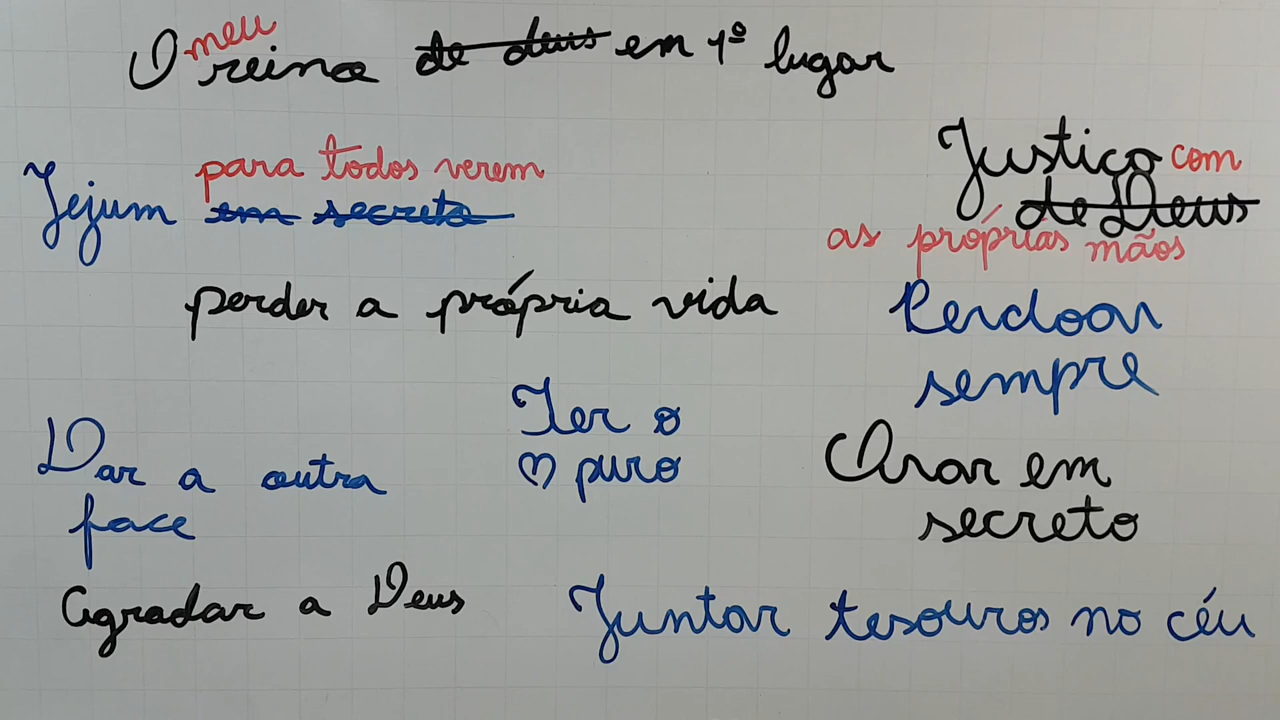 O meu reino de deus em 1º lugar
Jejum em secreto
para todos verem
Justiça com
de Deus
as próprias mãos
perder a própria vida
Perdoar
sempre
Ter o
♡ puro
Dar a outra
face
Orar em
secreto
Agradar a Deus
Juntar tesouros no céu